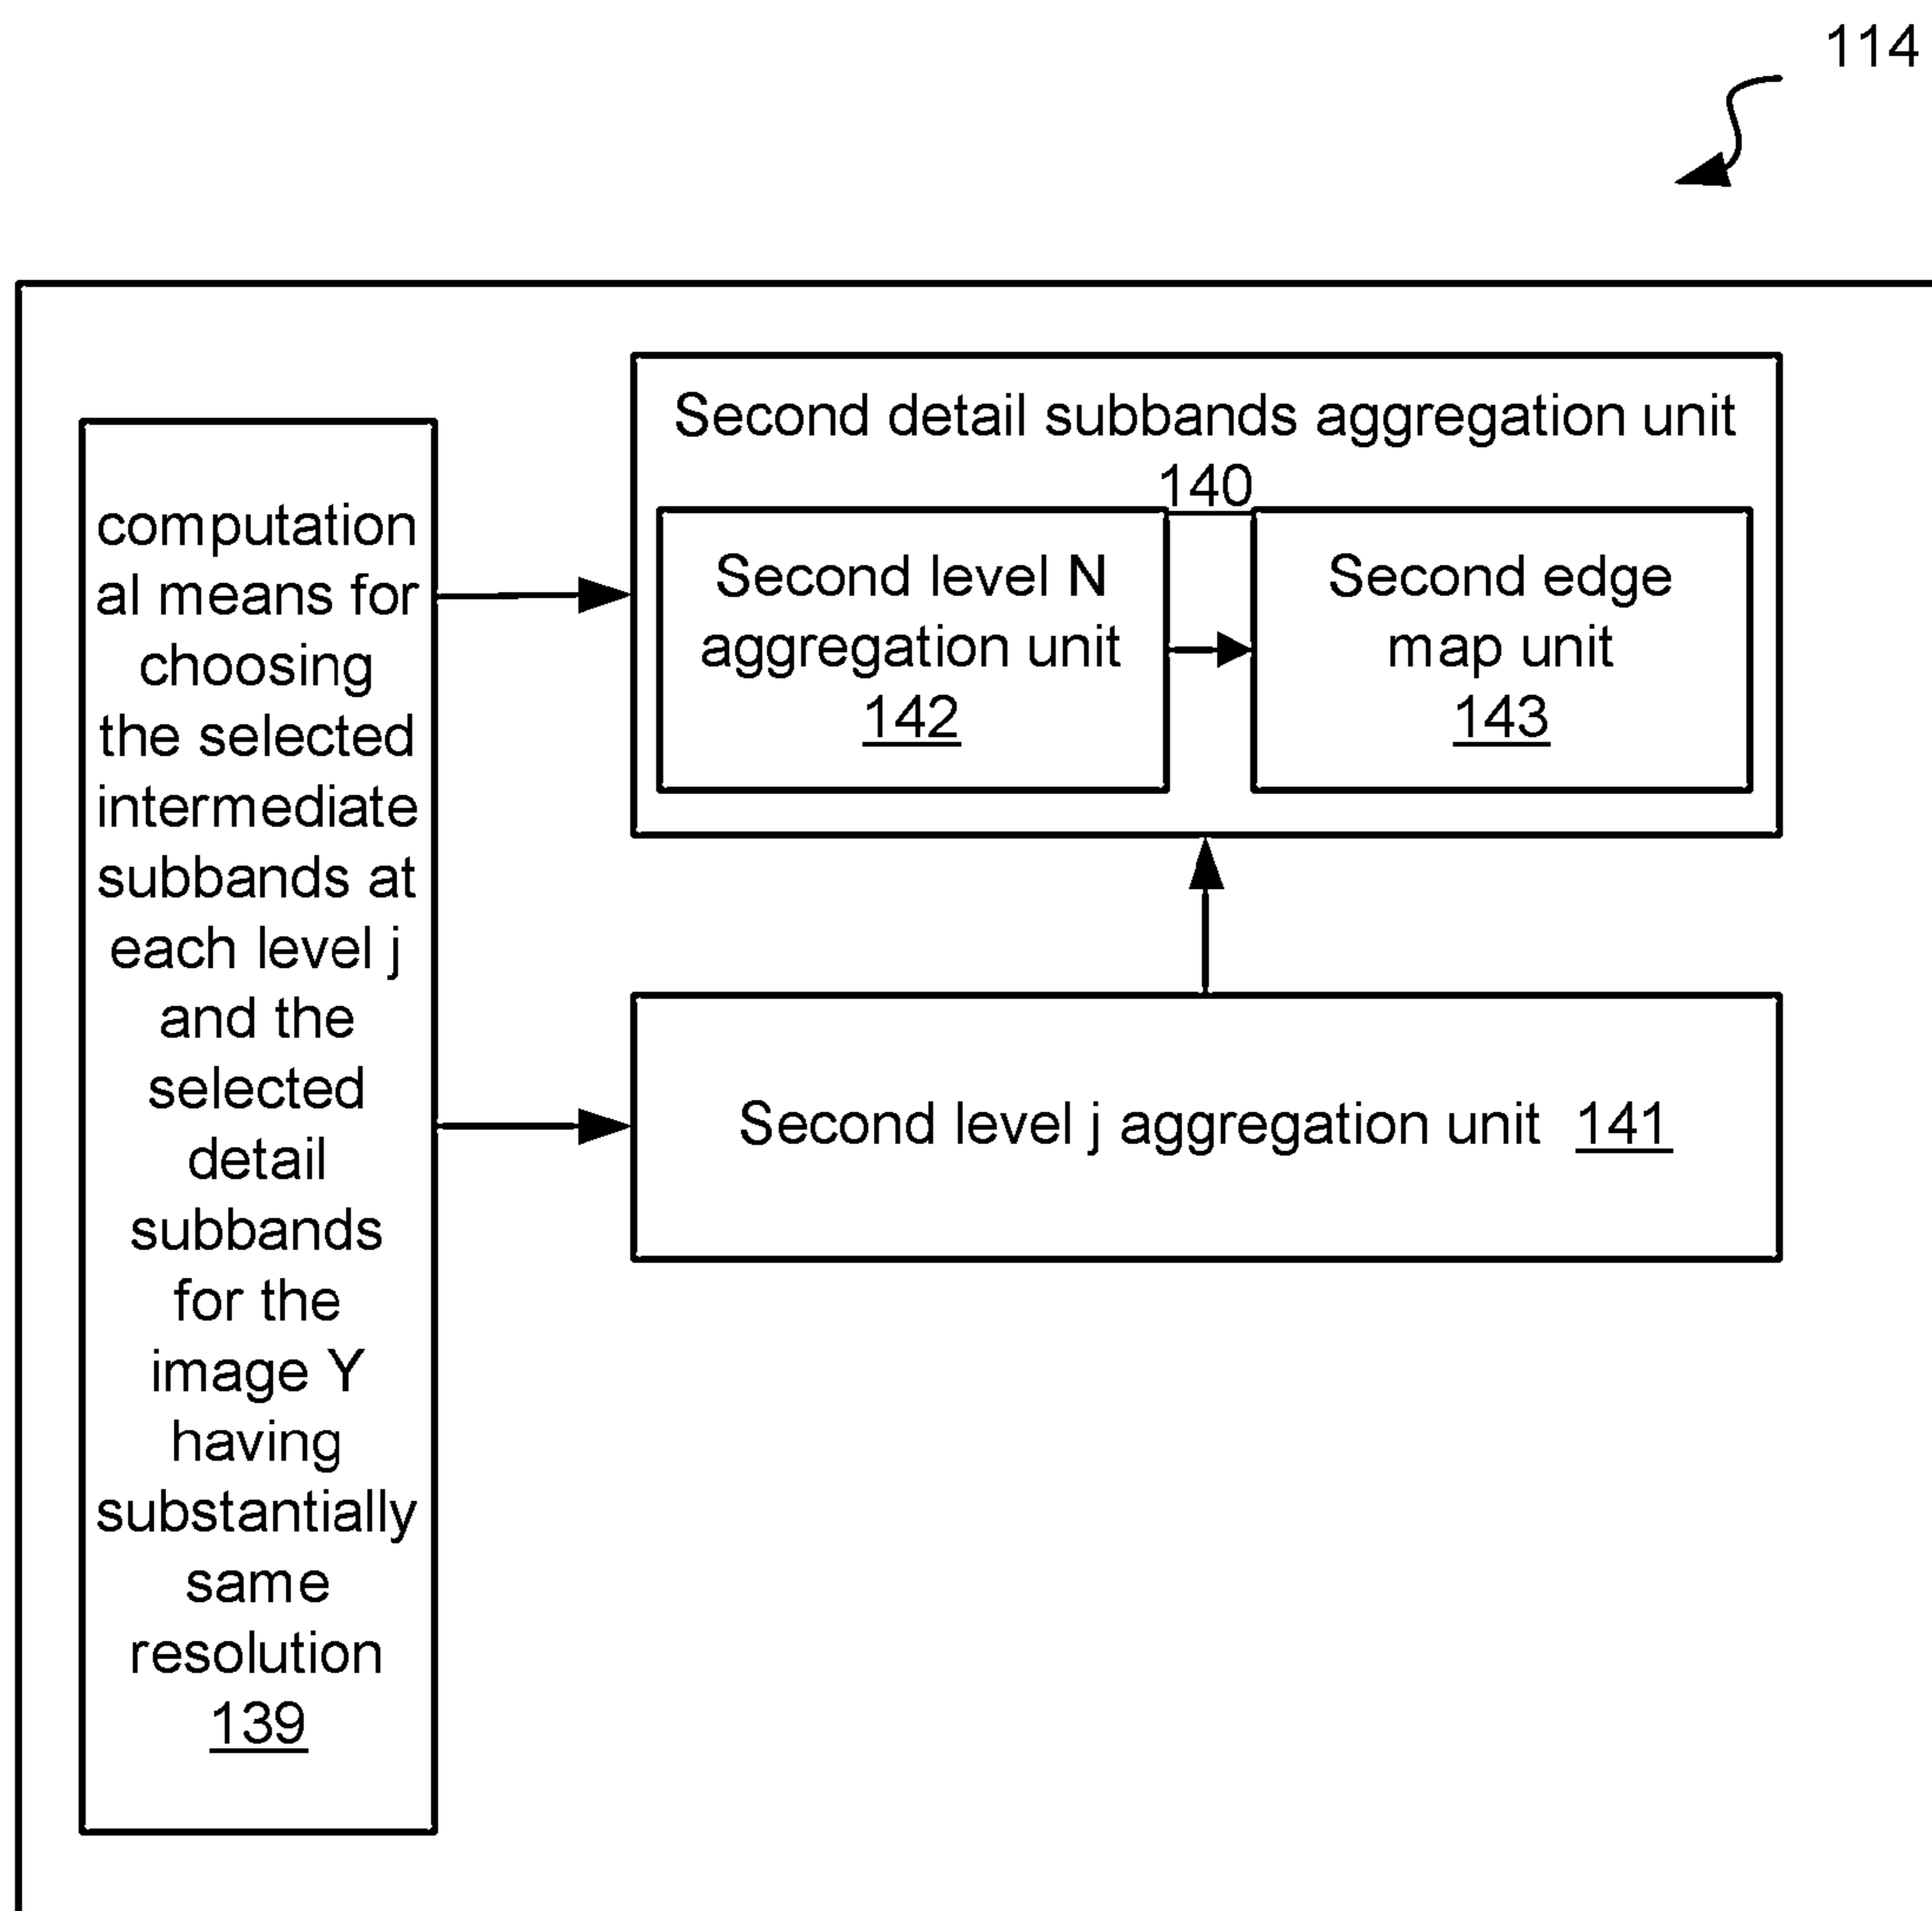 114
computation
al means for
choosing
the selected
intermediate
subbands at
each level j
and the
selected
detail
subbands
for the
image Y
having
substantially
same
resolution
139
Second detail subbands aggregation unit
140
Second level N
aggregation unit
142
Second edge
map unit
143
Second level j aggregation unit 141